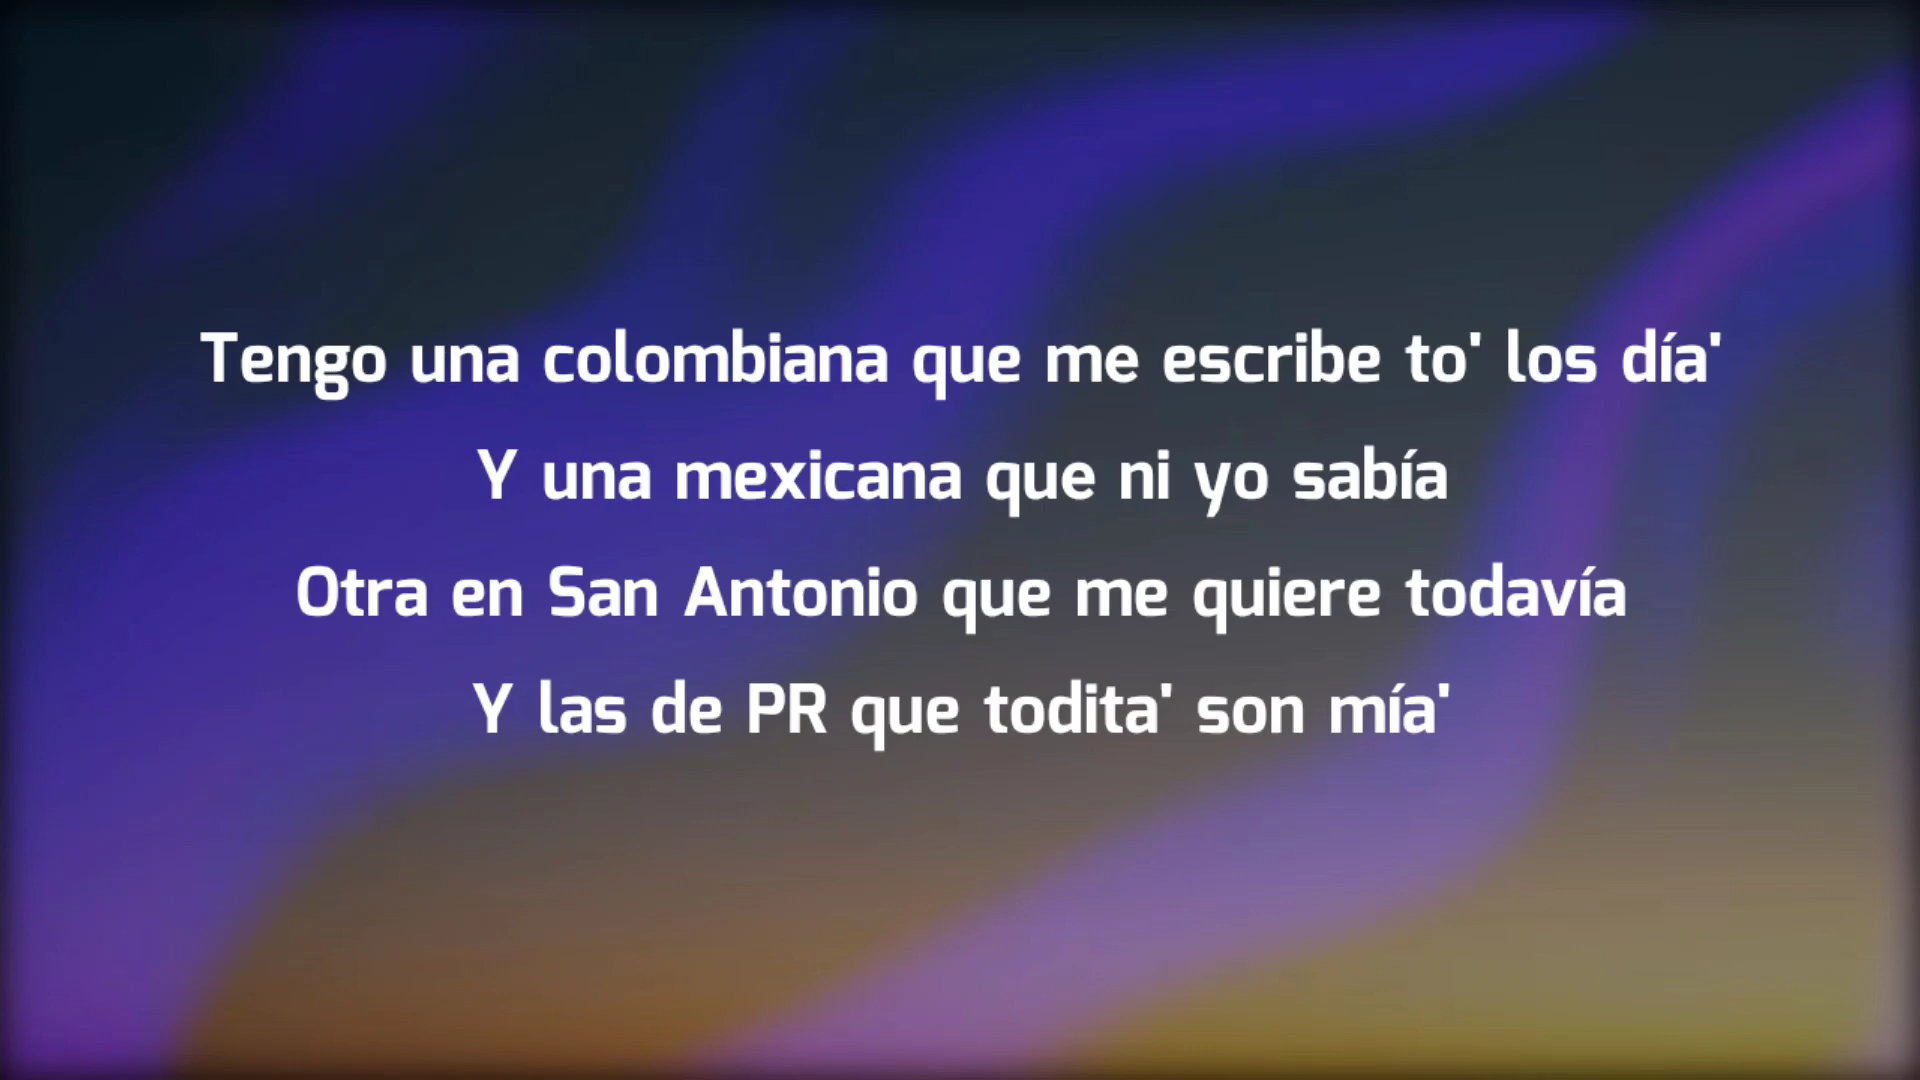 Tengo una colombiana que me escribe to' los día'
Y una mexicana que ni yo sabía
Otra en San Antonio que me quiere todavía
Y las de PR que todita' son mía'